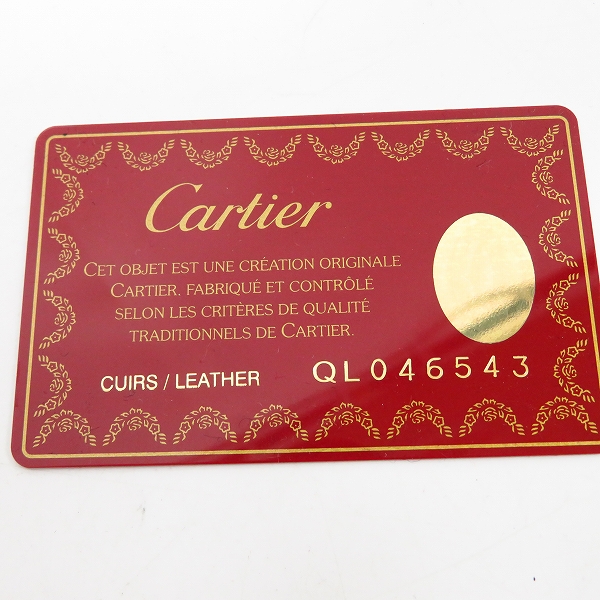 Cartier
CET OBJET EST UNE CRÉATION ORIGINALE
CARTIER. FABRIQUÉ ET CONTRÔLÉ
SELON LES CRITÈRES DE QUALITÉ
TRADITIONNELS DE CARTIER.
CUIRS / LEATHER QL046543